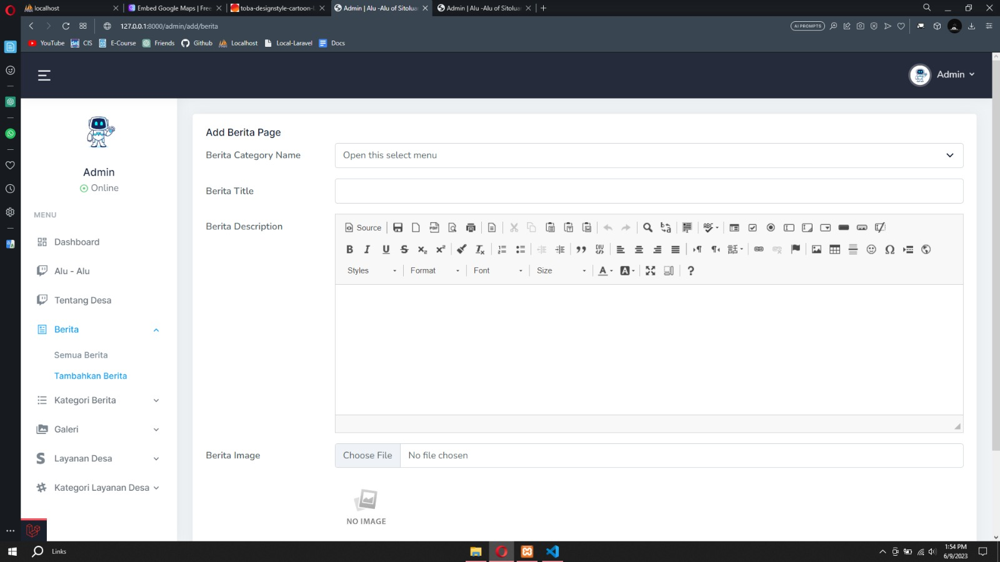 localhost
Embed Google Maps | Free
toba-designstyle-cartoon-
Admin | Alu -Alu of Sitolua
Admin | Alu -Alu of Sitolua
127.0.0.1:8000/admin/add/berita
AI PROMPTS
YouTube
CIS
E-Course
Friends
Github
Localhost
Local-Laravel
Docs
Admin
Admin
Online
MENU
Dashboard
Alu - Alu
Tentang Desa
Berita
Semua Berita
Tambahkan Berita
Kategori Berita
Galeri
Layanan Desa
Kategori Layanan Desa
Add Berita Page
Berita Category Name
Open this select menu
Berita Title
Berita Description
Source
Styles
Format
Font
Size
Berita Image
Choose File
No file chosen
NO IMAGE
Links
1:54 PM
6/9/2023